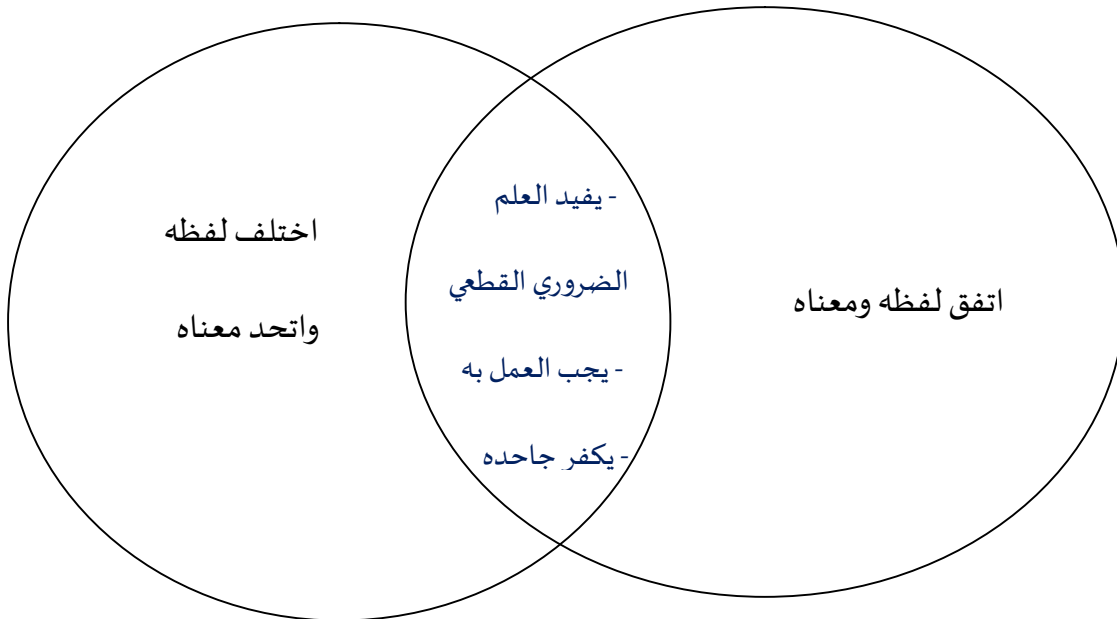 اتفق لفظه ومعناه
- يفيد العلم
الضروري القطعي
- يجب العمل به
- يكفر جاحده
اختلف لفظه
واتحد معناه